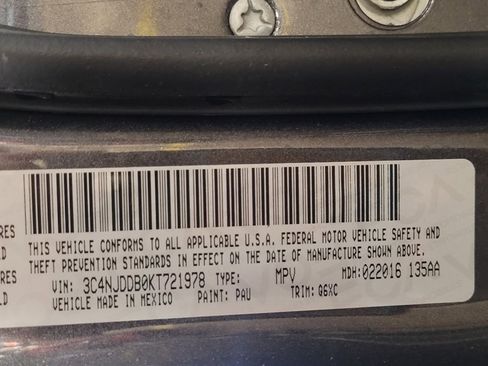 THIS VEHICLE CONFORMS TO ALL APPLICABLE U.S.A. FEDERAL MOTOR VEHICLE SAFETY AND
RES THEFT PREVENTION STANDARDS IN EFFECT ON THE DATE OF MANUFACTURE SHOWN ABOVE.
LD VIN: 3C4NJDDB0KT721978 TYPE: MPV MDH: 022016 135AA
VEHICLE MADE IN MEXICO PAINT: PAU TRIM: Q6XC
RES
LD